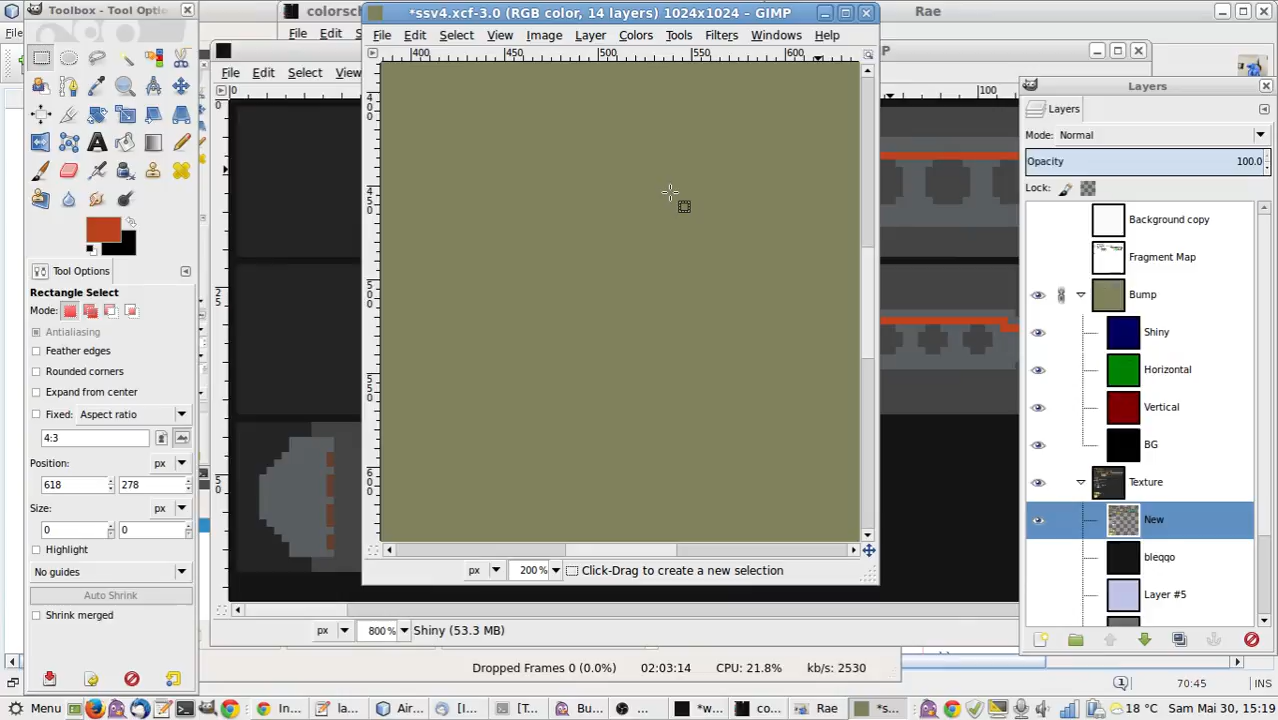 Toolbox - Tool Optio
colorsch
*ssv4.xcf-3.0 (RGB color, 14 layers) 1024x1024 – GIMP
Rae
File
Edit
File Edit Select View Image Layer Colors Tools Filters Windows Help
File Edit Select View
400 450 500 550 600
0
100
Layers
Layers
Mode: Normal
Opacity 100.0
Lock:
Background copy
Fragment Map
Bump
Shiny
Horizontal
Vertical
BG
Texture
New
bleqqo
Layer #5
Tool Options
Rectangle Select
Mode:
Antialiasing
Feather edges
Rounded corners
Expand from center
Fixed: Aspect ratio
4:3
Position: px
618 278
Size: px
0 0
Highlight
No guides
Auto Shrink
Shrink merged
px 200 % Click-Drag to create a new selection
px 800 % Shiny (53.3 MB)
Dropped Frames 0 (0.0%) 02:03:14 CPU: 21.8% kb/s: 2530
1 70:45 INS
Menu In... la... Air... [I... [T... Bu... *w... co... Rae *s... 18 °C Sam Mai 30, 15:19